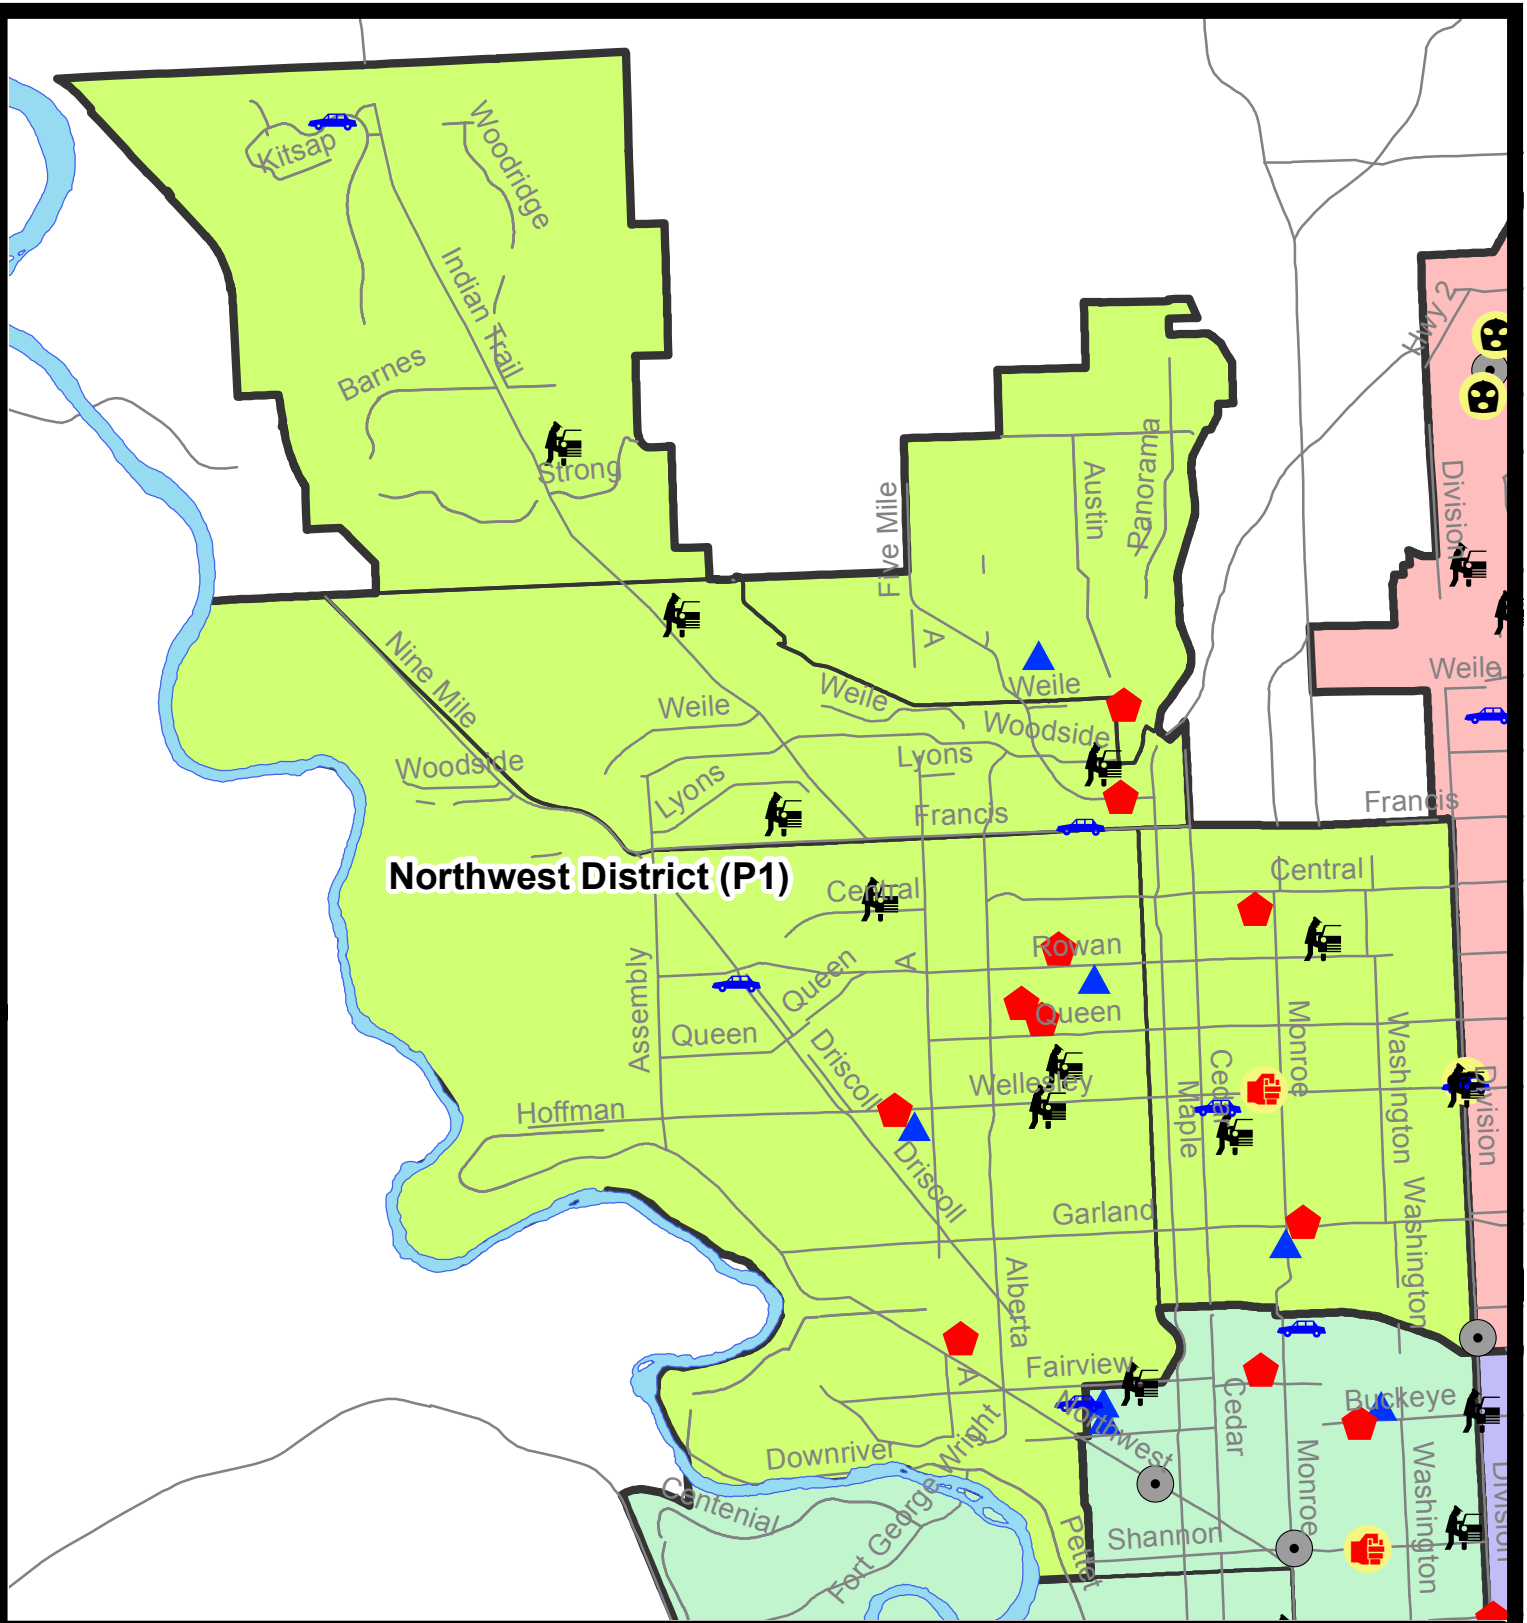 Kitsap
Woodridge
Indian Trail
Hwy 2
Barnes
Strong
Five Mile
Austin
Panorama
Division
Nine Mile
A
Weile
Weile
Weile
Weile
Woodside
Woodside
Lyons
Lyons
Francis
Francis
Northwest District (P1)
Central
Central
Rowan
A
Assembly
Queen
Queen
Queen
Driscoll
Monroe
Washington
Wellesley
Cedar
Maple
Division
Hoffman
Driscoll
Garland
Washington
Alberta
Fairview
A
Cedar
Buckeye
Northwest
Downriver
Fort George Wright
Monroe
Washington
Division
Centenial
Shannon
Pettet